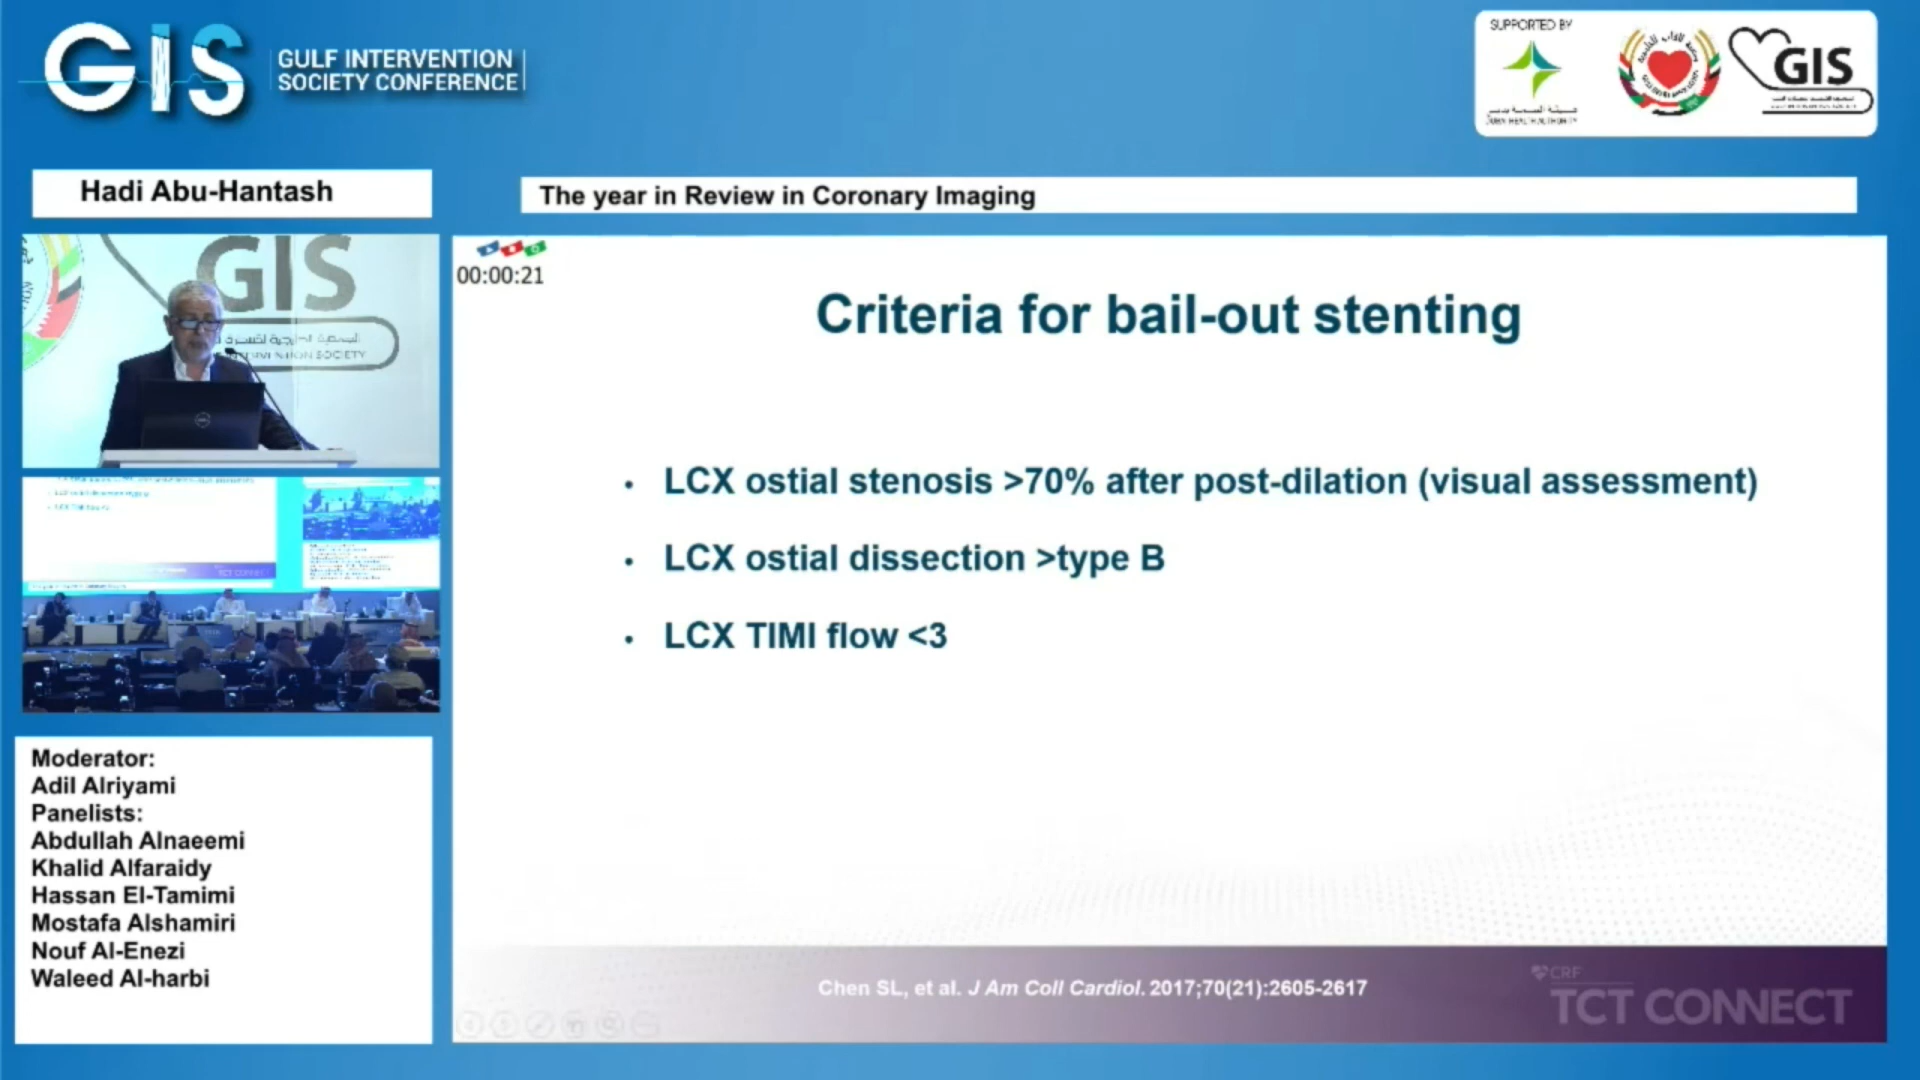 GIS
GULF INTERVENTION
SOCIETY CONFERENCE
SUPPORTED BY
GIS
Hadi Abu-Hantash
The year in Review in Coronary Imaging
GIS
00:00:21
Criteria for bail-out stenting
• LCX ostial stenosis >70% after post-dilation (visual assessment)
• LCX ostial dissection >type B
• LCX TIMI flow <3
Moderator:
Adil Alriyami
Panelists:
Abdullah Alnaeemi
Khalid Alfaraidy
Hassan El-Tamimi
Mostafa Alshamiri
Nouf Al-Enezi
Waleed Al-harbi
Chen SL, et al. J Am Coll Cardiol. 2017;70(21):2605-2617
CRF
TCT CONNECT